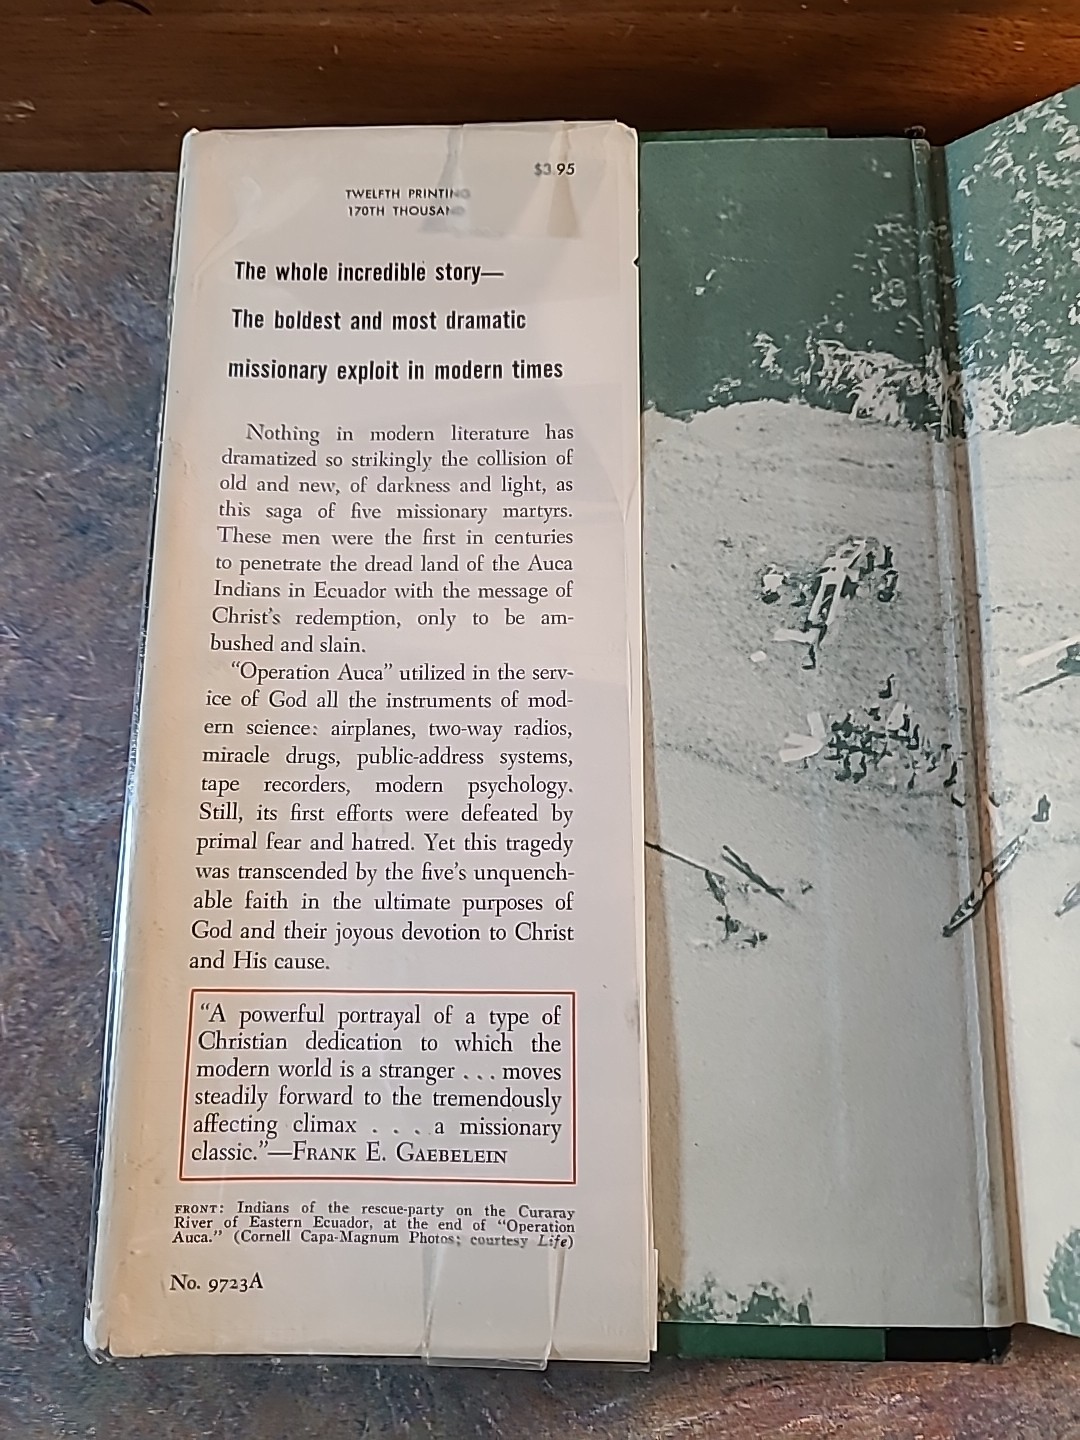 $3.95
TWELFTH PRINTING
170TH THOUSAND
The whole incredible story—
The boldest and most dramatic
missionary exploit in modern times
Nothing in modern literature has
dramatized so strikingly the collision of
old and new, of darkness and light, as
this saga of five missionary martyrs.
These men were the first in centuries
to penetrate the dread land of the Auca
Indians in Ecuador with the message of
Christ's redemption, only to be am-
bushed and slain.
"Operation Auca" utilized in the serv-
ice of God all the instruments of mod-
ern science: airplanes, two-way radios,
miracle drugs, public-address systems,
tape recorders, modern psychology.
Still, its first efforts were defeated by
primal fear and hatred. Yet this tragedy
was transcended by the five's unquench-
able faith in the ultimate purposes of
God and their joyous devotion to Christ
and His cause.
"A powerful portrayal of a type of
Christian dedication to which the
modern world is a stranger . . . moves
steadily forward to the tremendously
affecting climax . . . a missionary
classic."—FRANK E. GAEBELEIN
FRONT: Indians of the rescue-party on the Curaray
River of Eastern Ecuador, at the end of "Operation
Auca." (Cornell Capa-Magnum Photos; courtesy Life)
No. 9723A